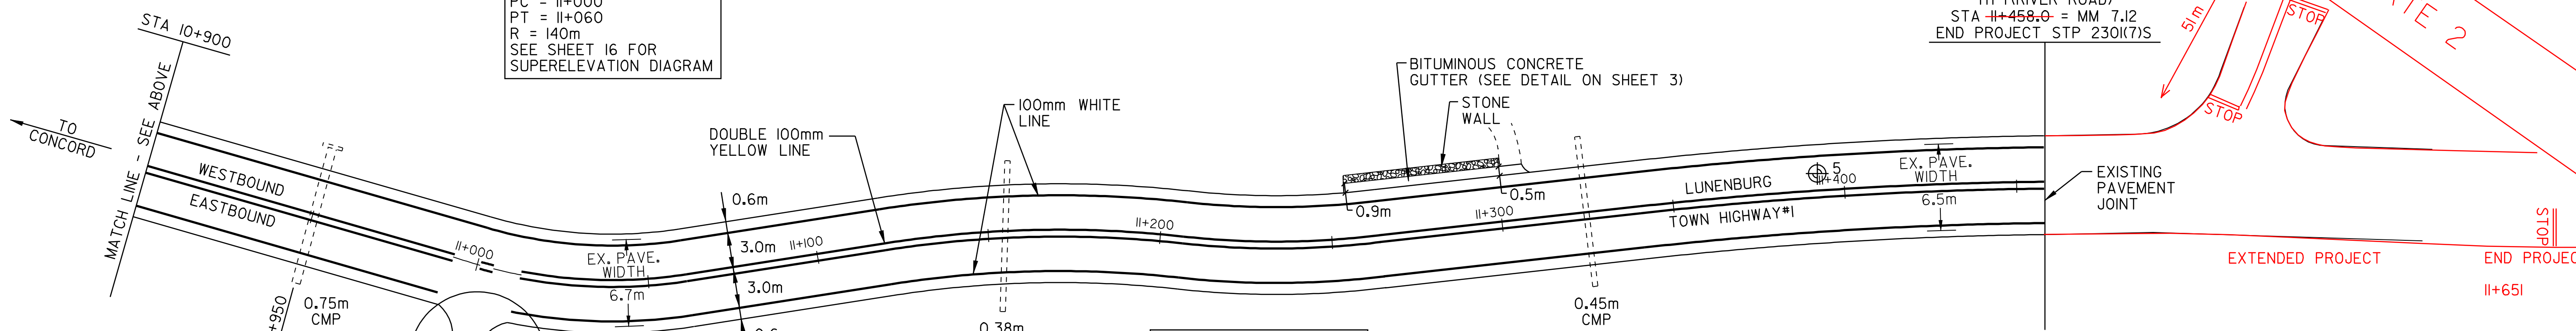 STA 10+900
MATCH LINE - SEE ABOVE
TO
CONCORD
WESTBOUND
EASTBOUND
0.75m
CMP
PC = 11+000
PT = 11+060
R = 140m
SEE SHEET 16 FOR
SUPERELEVATION DIAGRAM
11+000
EX. PAVE.
WIDTH
6.7m
DOUBLE 100mm
YELLOW LINE
0.6m
3.0m
3.0m
11+100
100mm WHITE
LINE
0.38m
11+200
BITUMINOUS CONCRETE
GUTTER (SEE DETAIL ON SHEET 3)
STONE
WALL
0.9m
0.5m
11+300
0.45m
CMP
LUNENBURG
TOWN HIGHWAY#1
5
11+400
EX. PAVE.
WIDTH
6.5m
STA 11+458.0 = MM 7.12
END PROJECT STP 2301(7)S
EXISTING
PAVEMENT
JOINT
51m
STOP
STOP
2
STOP
EXTENDED PROJECT
END
11+651